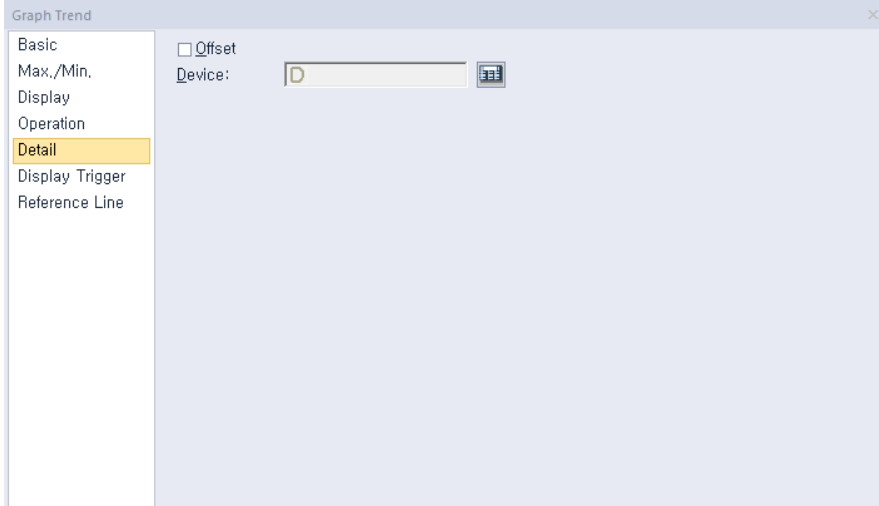 Graph Trend
Basic
Max./Min.
Display
Operation
Detail
Display Trigger
Reference Line
Offset
Device:
D